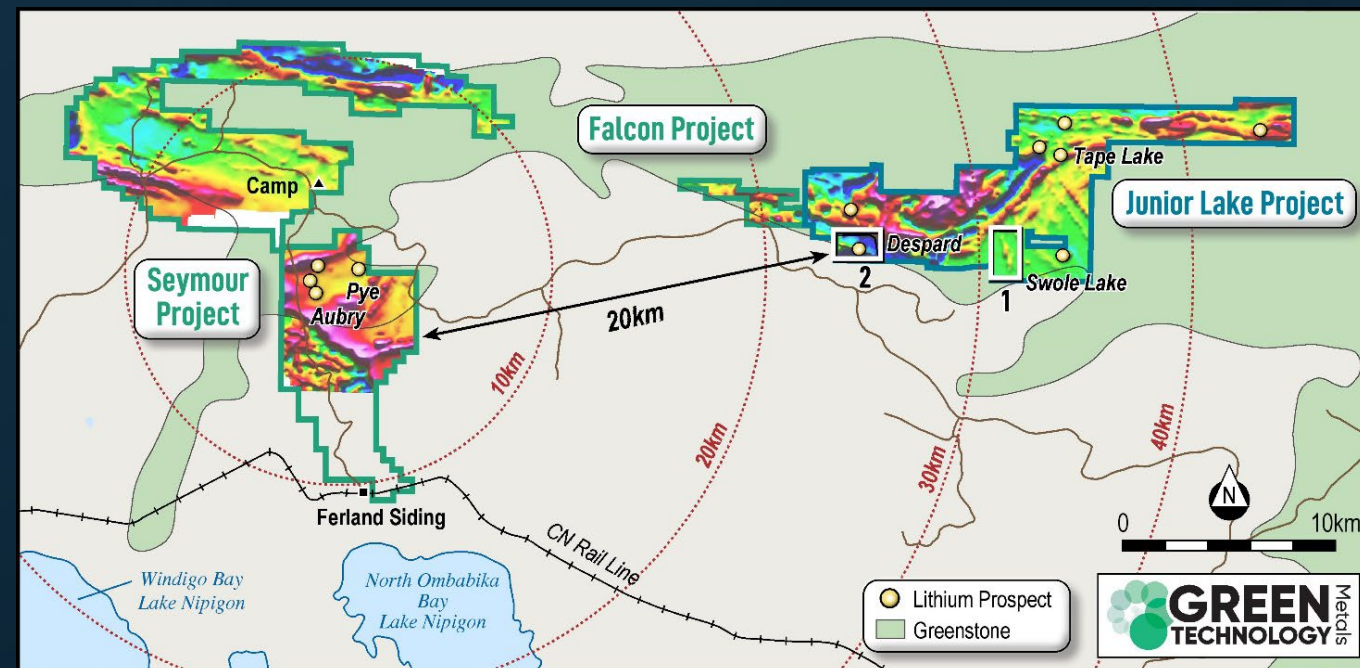 Falcon Project
Tape Lake
Camp
Junior Lake Project
Despard
2
Swole Lake
1
Seymour
Project
Pye
Aubry
20km
10km
20km
30km
40km
N
0 10km
Ferland Siding
CN Rail Line
Windigo Bay
Lake Nipigon
North Ombabika
Bay
Lake Nipigon
Lithium Prospect
Greenstone
GREEN
TECHNOLOGY
Metals